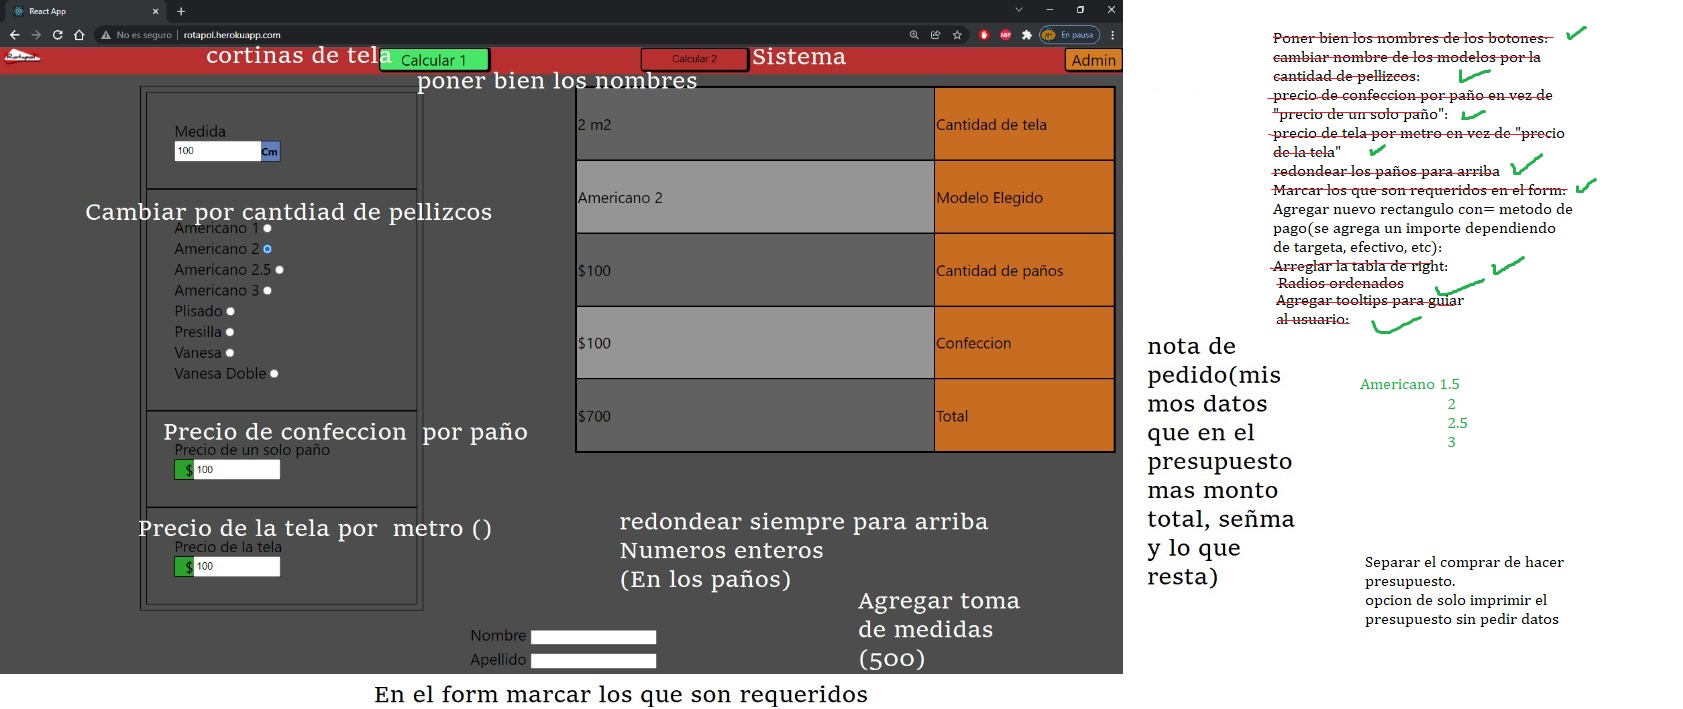 React App
No es seguro
rotapol.herokuapp.com
En pausa
cortinas de tela
Calcular 1
Calcular 2
Sistema
Admin
poner bien los nombres
Medida
100
Cm
Cambiar por cantdiad de pellizcos
Americano 1
Americano 2
Americano 2.5
Americano 3
Plisado
Presilla
Vanesa
Vanesa Doble
Precio de confeccion por paño
Precio de un solo paño
$ 100
Precio de la tela por metro ()
Precio de la tela
$ 100
2 m2
Cantidad de tela
Americano 2
Modelo Elegido
$100
Cantidad de paños
$100
Confeccion
$700
Total
redondear siempre para arriba
Numeros enteros
(En los paños)
Agregar toma
de medidas
(500)
Nombre
Apellido
En el form marcar los que son requeridos
Poner bien los nombres de los botones:
cambiar nombre de los modelos por la
cantidad de pellizcos:
precio de confeccion por paño en vez de
"precio de un solo paño":
precio de tela por metro en vez de "precio
de la tela"
redondear los paños para arriba
Marcar los que son requeridos en el form:
Agregar nuevo rectangulo con= metodo de
pago(se agrega un importe dependiendo
de targeta, efectivo, etc):
Arreglar la tabla de right:
Radios ordenados
Agregar tooltips para guiar
al usuario:
nota de
pedido(mis
mos datos
que en el
presupuesto
mas monto
total, señma
y lo que
resta)
Americano 1.5
2
2.5
3
Separar el comprar de hacer
presupuesto.
opcion de solo imprimir el
presupuesto sin pedir datos